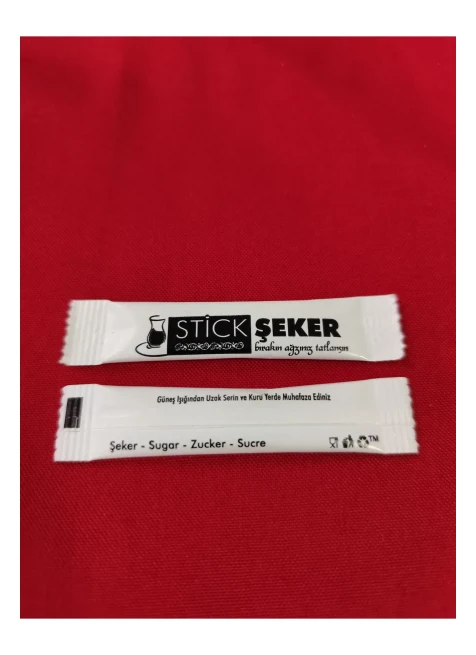 STİCK ŞEKER
bırakın ağzınız tatlansın
Güneş Işığından Uzak Serin ve Kuru Yerde Muhafaza Ediniz
Şeker - Sugar - Zucker - Sucre
TM